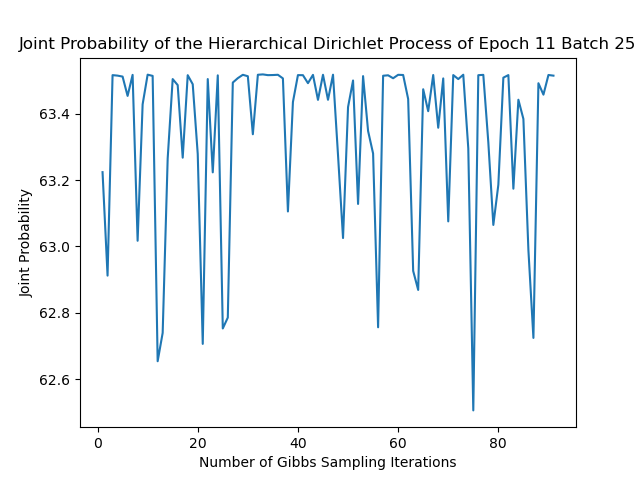 Joint Probability of the Hierarchical Dirichlet Process of Epoch 11 Batch 25
63.4
63.2
63.0
62.8
62.6
Joint Probability
0 20 40 60 80
Number of Gibbs Sampling Iterations